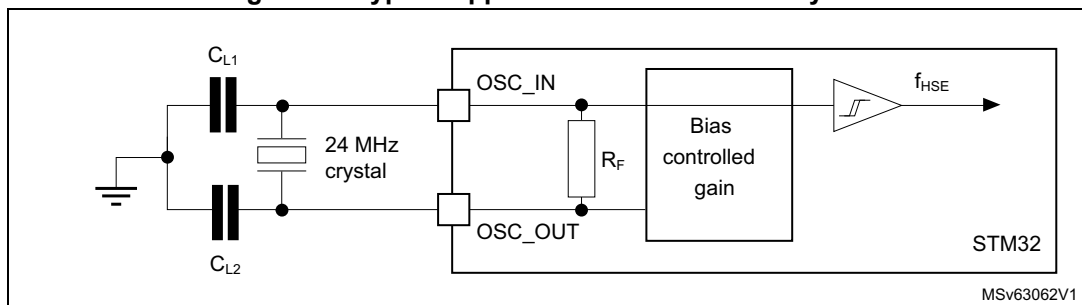 C_L1
OSC_IN
f_HSE
24 MHz
crystal
R_F
Bias
controlled
gain
OSC_OUT
C_L2
STM32
MSv63062V1